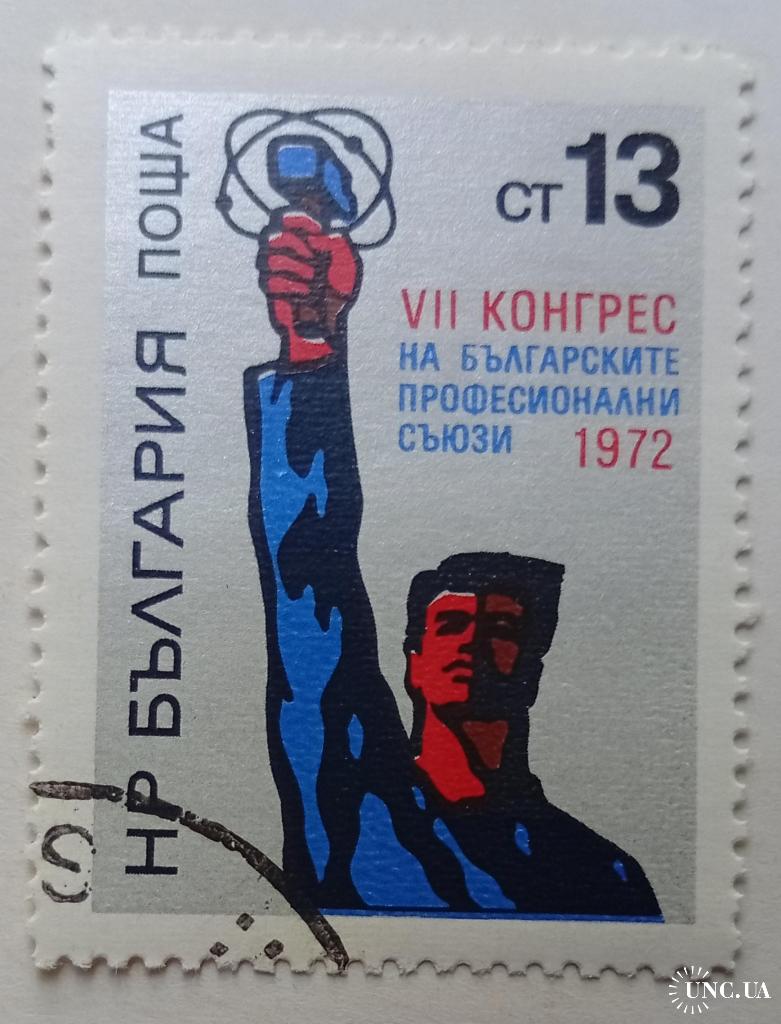 НР БЪЛГАРИЯ ПОЩА
СТ 13
VII КОНГРЕС
НА БЪЛГАРСКИТЕ
ПРОФЕСИОНАЛНИ
СЪЮЗИ 1972
UNC.UA